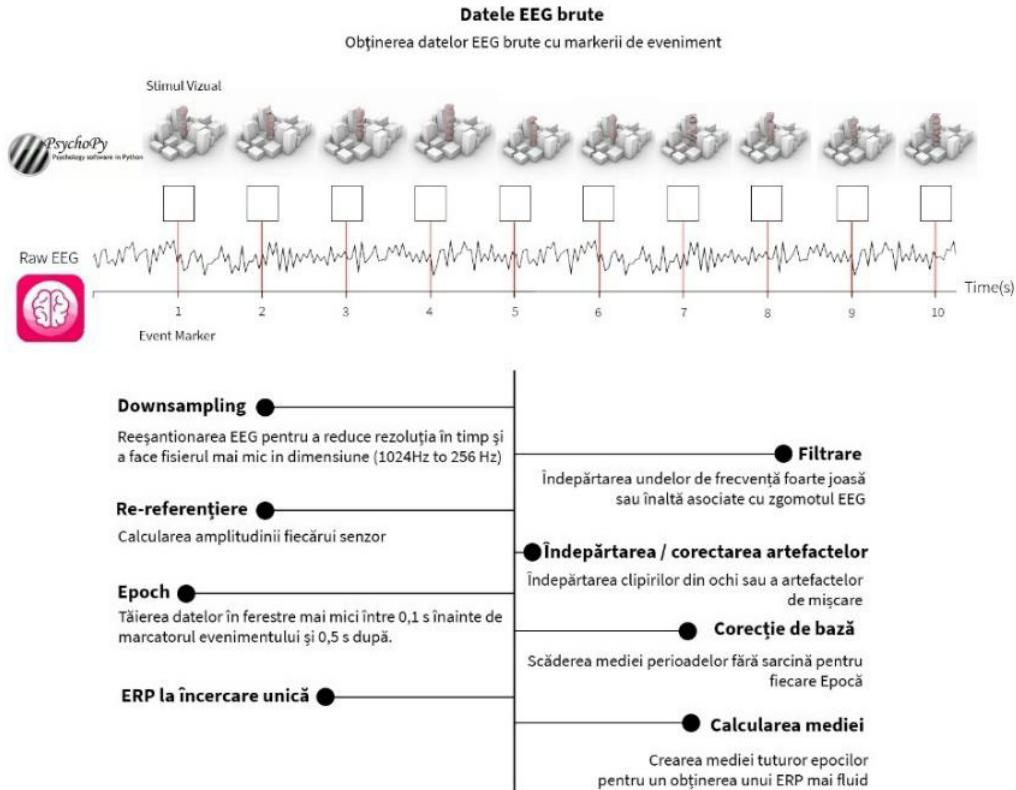 Datele EEG brute
Obținerea datelor EEG brute cu markerii de eveniment
Stimul Vizual
PsychoPy
Psychology software in Python
Raw EEG
Time(s)
1 2 3 4 5 6 7 8 9 10
Event Marker
Downsampling
Reeșantionarea EEG pentru a reduce rezoluția în timp și
a face fisierul mai mic in dimensiune (1024Hz to 256 Hz)
Filtrare
Îndepărtarea undelor de frecvență foarte joasă
sau înaltă asociate cu zgomotul EEG
Re-referențiere
Calcularea amplitudinii fiecărui senzor
Îndepărtarea / corectarea artefactelor
Îndepărtarea clipirilor din ochi sau a artefactelor
de mișcare
Epoch
Tăierea datelor în ferestre mai mici între 0,1 s înainte de
marcatorul evenimentului și 0,5 s după.
Corecție de bază
Scăderea mediei perioadelor fără sarcină pentru
fiecare Epocă
ERP la încercare unică
Calcularea mediei
Crearea mediei tuturor epocilor
pentru un obținerea unui ERP mai fluid